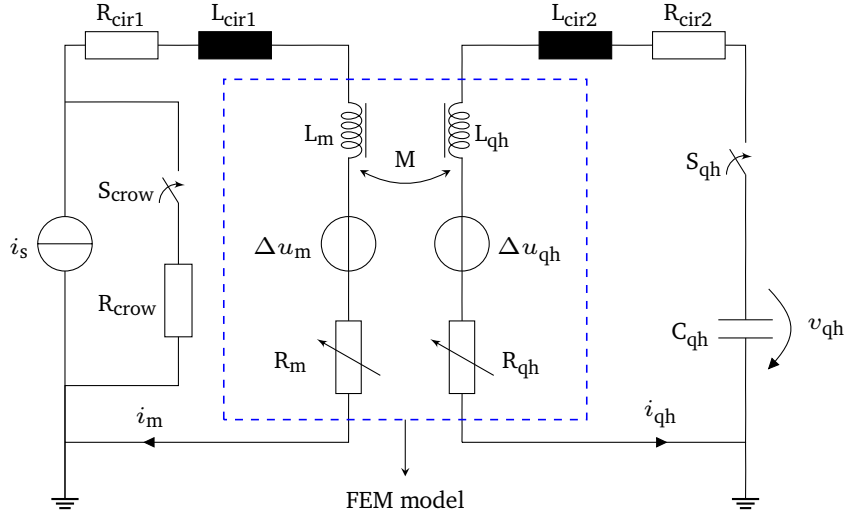 R_cir1
L_cir1
L_cir2
R_cir2
L_m
M
L_qh
S_crow
S_qh
i_s
Δu_m
Δu_qh
R_crow
C_qh
v_qh
R_m
R_qh
i_m
i_qh
FEM model